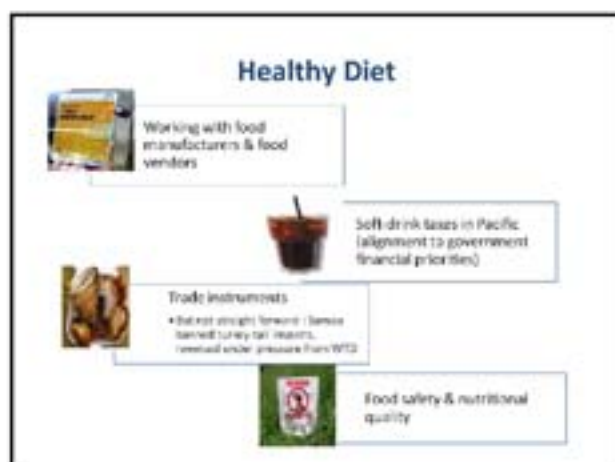 Healthy Diet
Working with food
manufacturers & food
vendors
Soft-drink taxes in Pacific
(alignment to government
financial priorities)
Trade instruments
• But not straight forward : Samoa
banned turkey tail imports,
reversed under pressure from WTO
Food safety & nutritional
quality